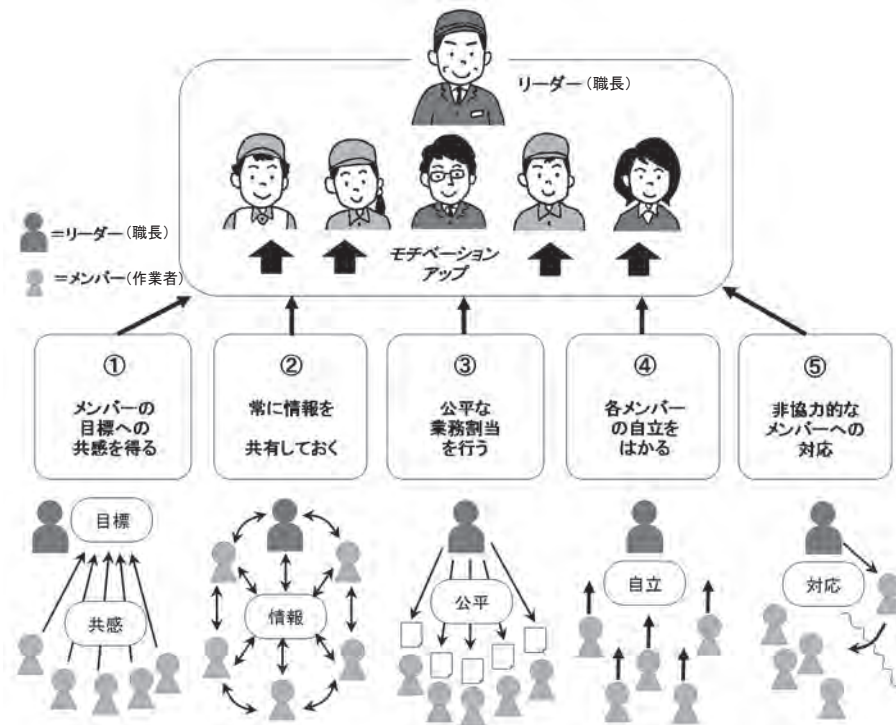 リーダー(職長)
=リーダー(職長)
=メンバー(作業者)
モチベーション
アップ
①
メンバーの
目標への
共感を得る
②
常に情報を
共有しておく
③
公平な
業務割当
を行う
④
各メンバー
の自立を
はかる
⑤
非協力的な
メンバーへの
対応
目標
共感
情報
公平
自立
対応